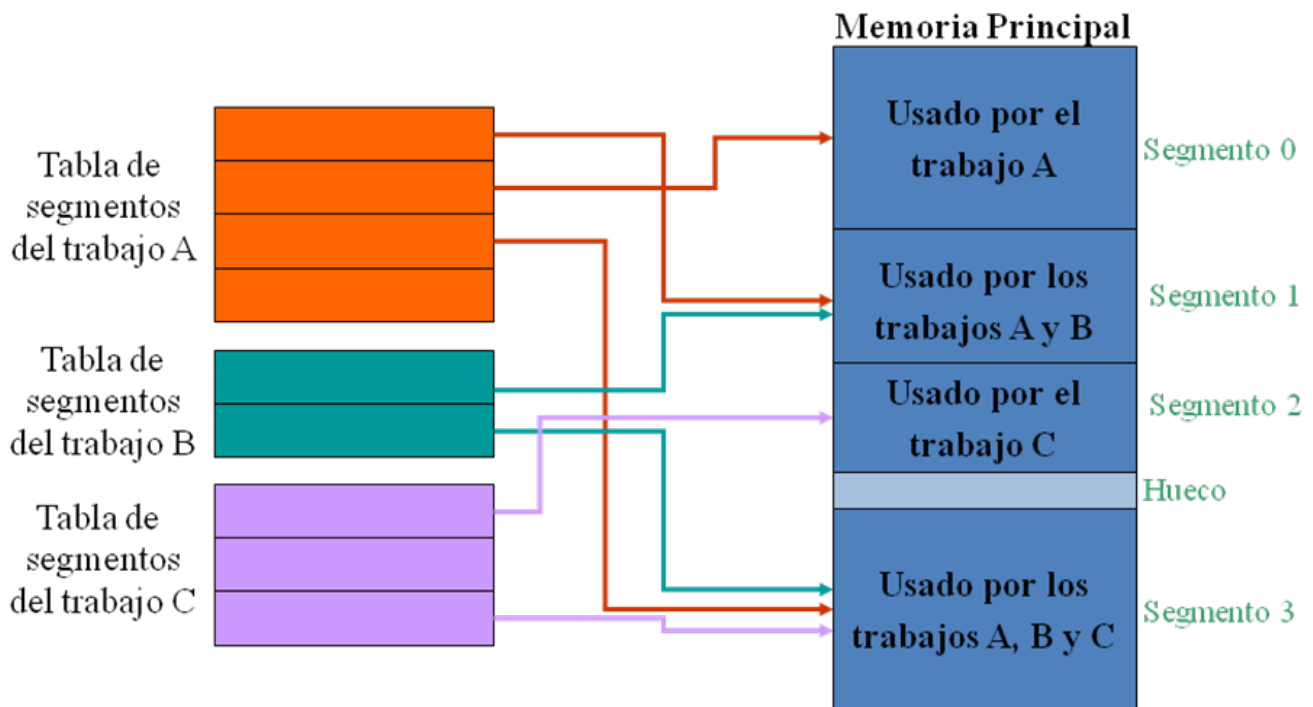 Memoria Principal
Tabla de
segmentos
del trabajo A
Tabla de
segmentos
del trabajo B
Tabla de
segmentos
del trabajo C
Usado por el
trabajo A
Segmento 0
Usado por los
trabajos A y B
Segmento 1
Usado por el
trabajo C
Segmento 2
Hueco
Usado por los
trabajos A, B y C
Segmento 3